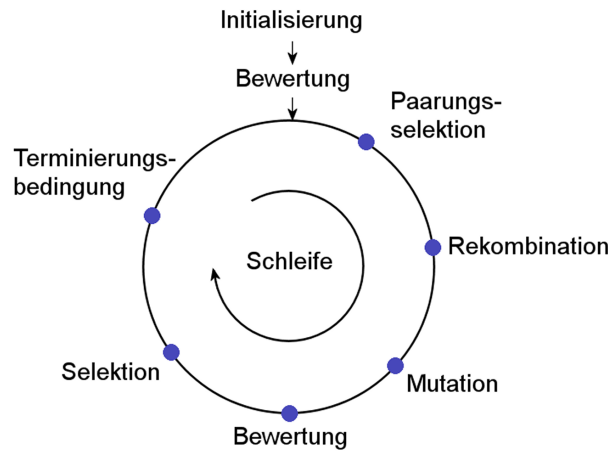 Initialisierung
Bewertung
Paarungs-
selektion
Terminierungs-
bedingung
Schleife
Rekombination
Selektion
Mutation
Bewertung